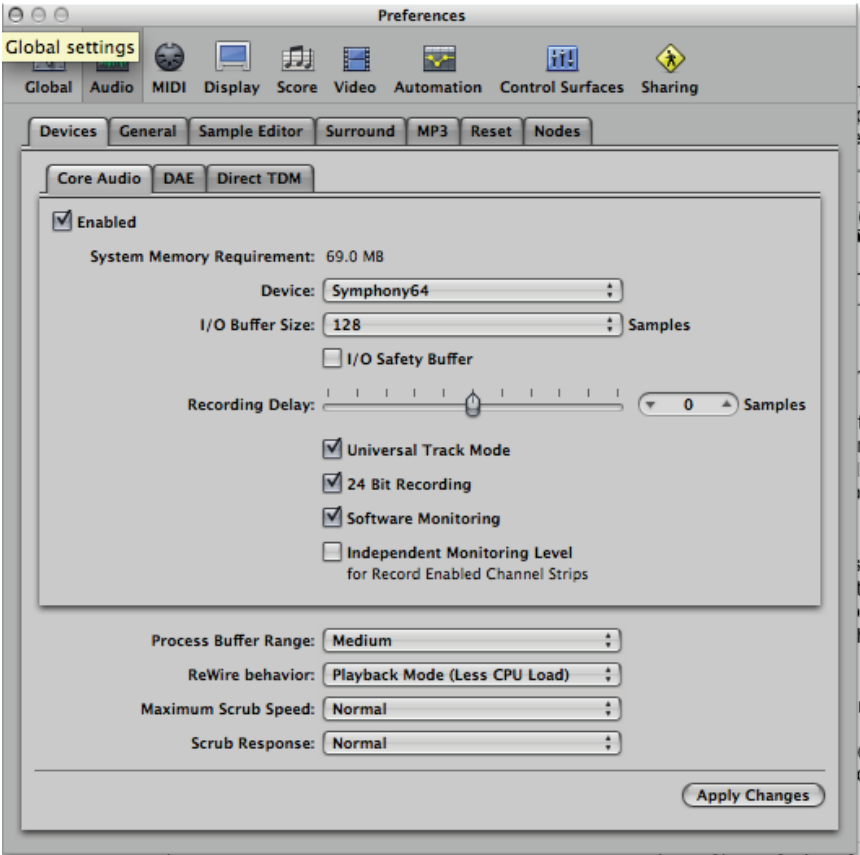 Preferences
Global settings
Global Audio MIDI Display Score Video Automation Control Surfaces Sharing
Devices General Sample Editor Surround MP3 Reset Nodes
Core Audio DAE Direct TDM
Enabled
System Memory Requirement: 69.0 MB
Device: Symphony64
I/O Buffer Size: 128 Samples
I/O Safety Buffer
Recording Delay: 0 Samples
Universal Track Mode
24 Bit Recording
Software Monitoring
Independent Monitoring Level
for Record Enabled Channel Strips
Process Buffer Range: Medium
ReWire behavior: Playback Mode (Less CPU Load)
Maximum Scrub Speed: Normal
Scrub Response: Normal
Apply Changes